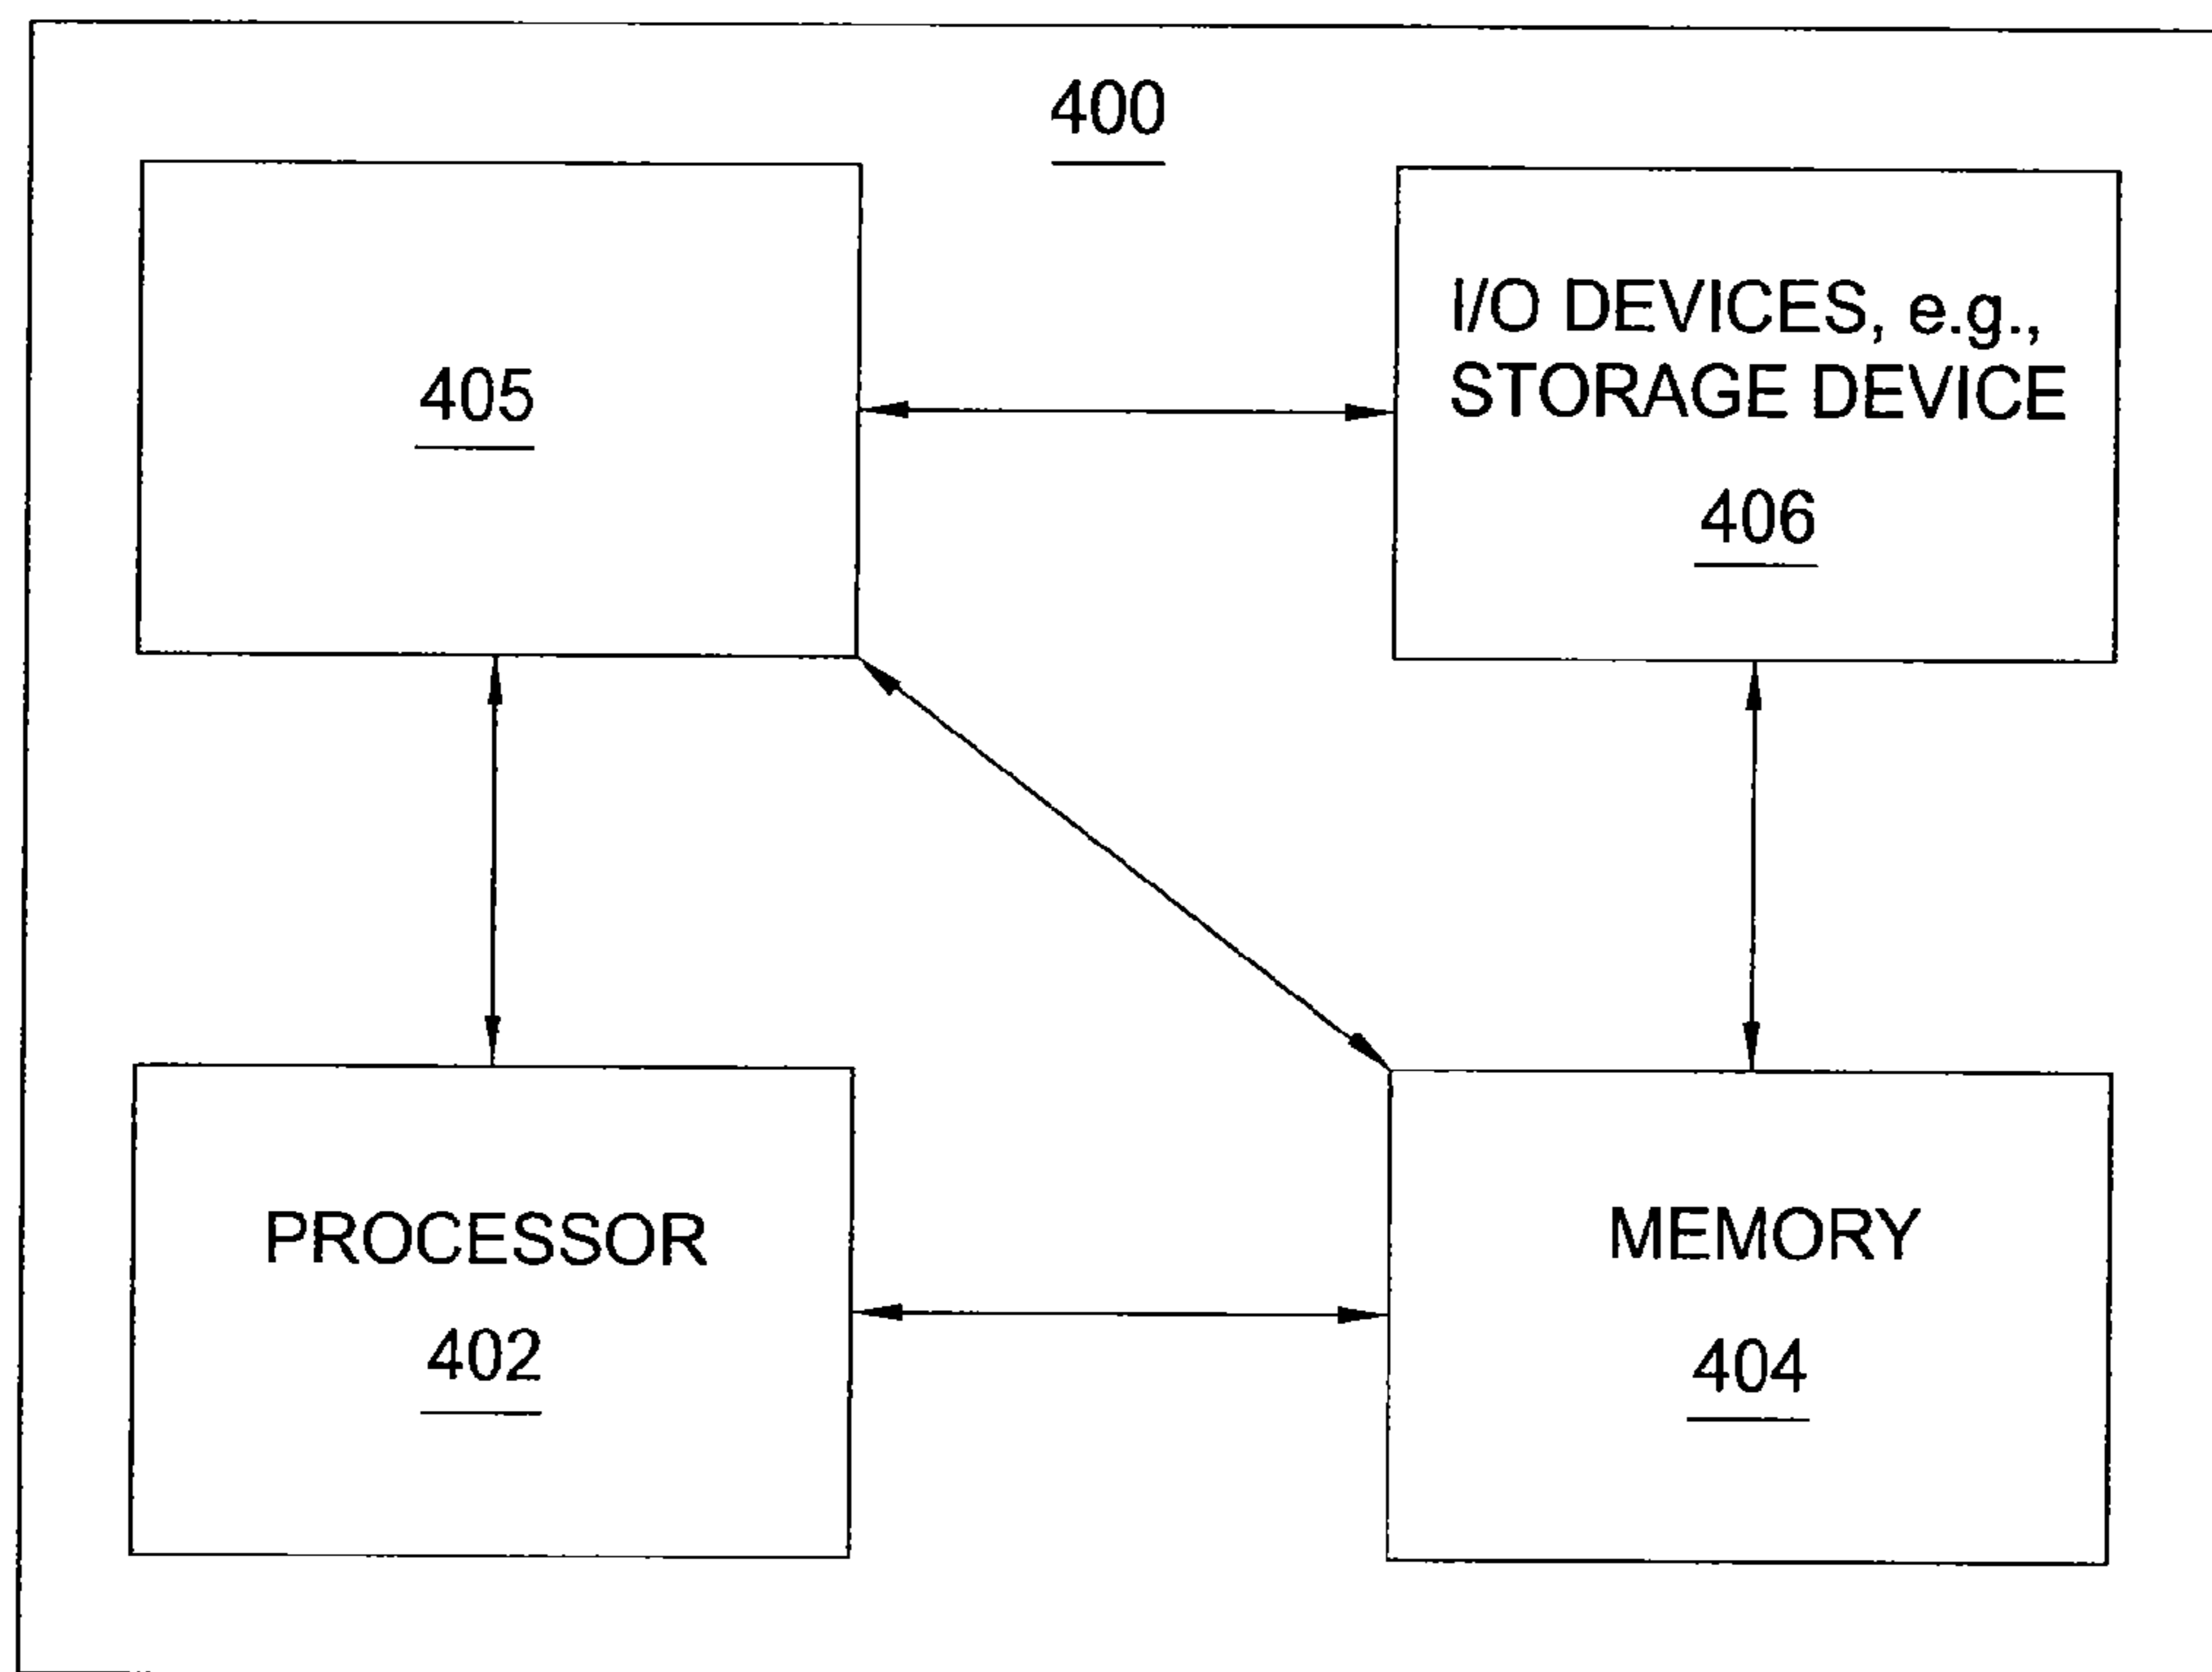 400
405
I/O DEVICES, e.g.,
STORAGE DEVICE
406
PROCESSOR
402
MEMORY
404